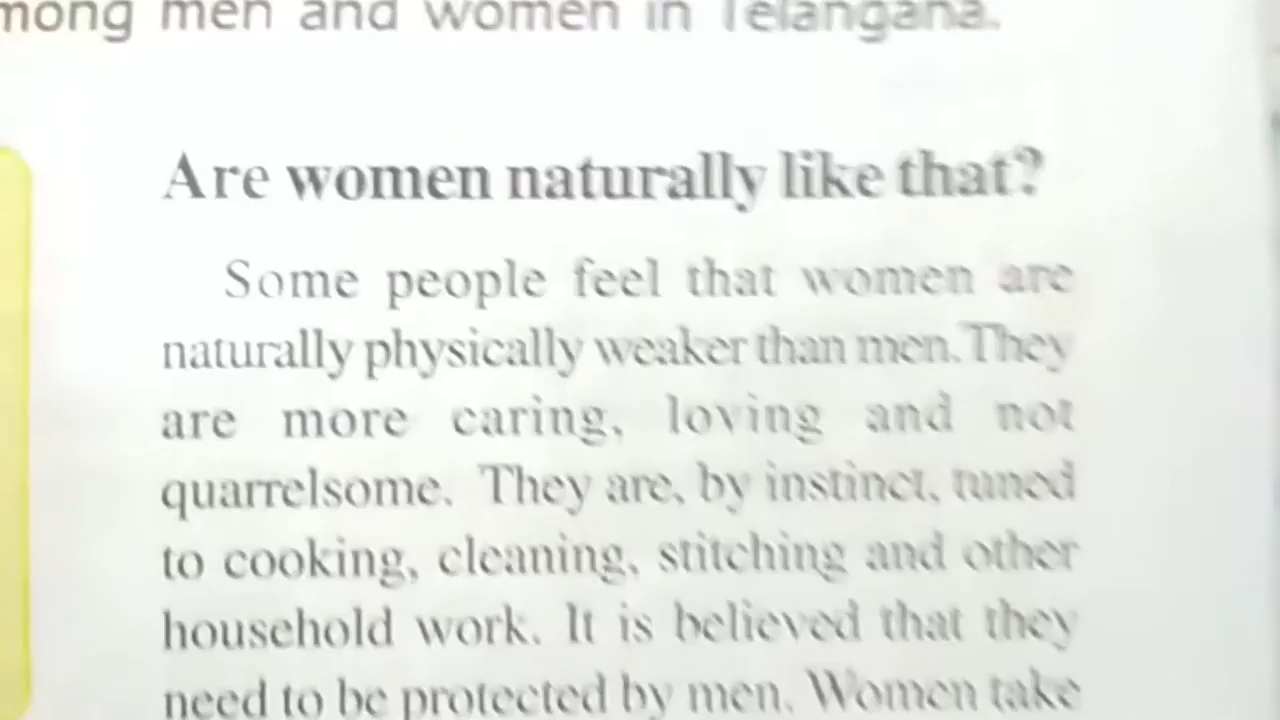 mong men and women in Telangana.
Are women naturally like that?
Some people feel that women are
naturally physically weaker than men. They
are more caring, loving and not
quarrelsome. They are, by instinct, tuned
to cooking, cleaning, stitching and other
household work. It is believed that they
need to be protected by men. Women take